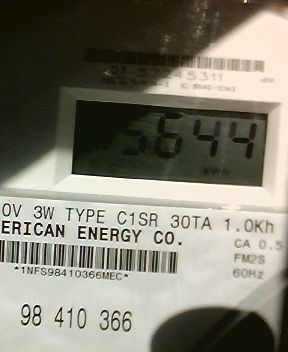 5644
kWh
0V 3W TYPE C1SR 30TA 1.0Kh
ERICAN ENERGY CO.
CA 0.5
FM2S
60Hz
*1NFS98410366MEC*
98 410 366